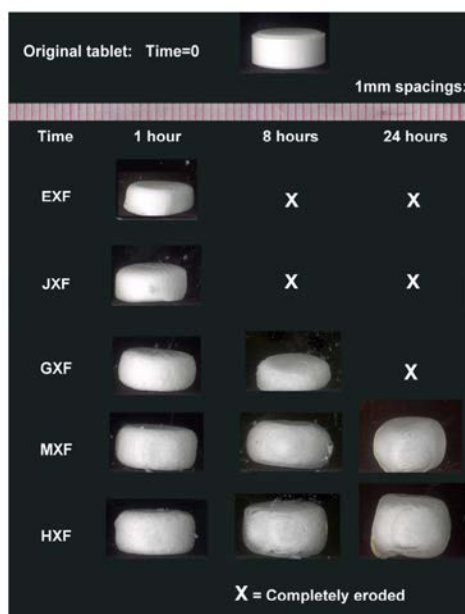 Original tablet: Time=0
1mm spacings:
Time 1 hour 8 hours 24 hours
EXF X X
JXF X X
GXF X
MXF
HXF
X = Completely eroded